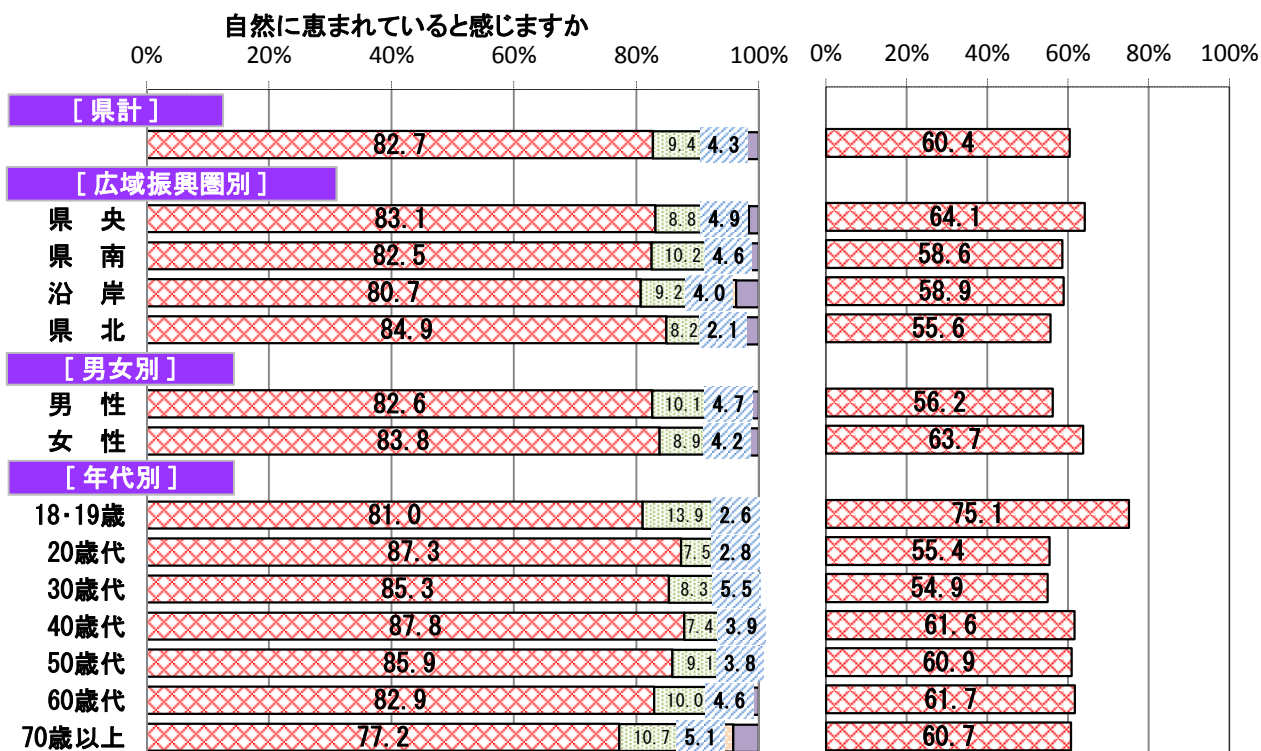 自然に恵まれていると感じますか
0% 20% 40% 60% 80% 100% 0% 20% 40% 60% 80% 100%
[ 県計 ]
82.7 9.4 4.3 60.4
[ 広域振興圏別 ]
県 央 83.1 8.8 4.9 64.1
県 南 82.5 10.2 4.6 58.6
沿 岸 80.7 9.2 4.0 58.9
県 北 84.9 8.2 2.1 55.6
[ 男女別 ]
男 性 82.6 10.1 4.7 56.2
女 性 83.8 8.9 4.2 63.7
[ 年代別 ]
18・19歳 81.0 13.9 2.6 75.1
20歳代 87.3 7.5 2.8 55.4
30歳代 85.3 8.3 5.5 54.9
40歳代 87.8 7.4 3.9 61.6
50歳代 85.9 9.1 3.8 60.9
60歳代 82.9 10.0 4.6 61.7
70歳以上 77.2 10.7 5.1 60.7